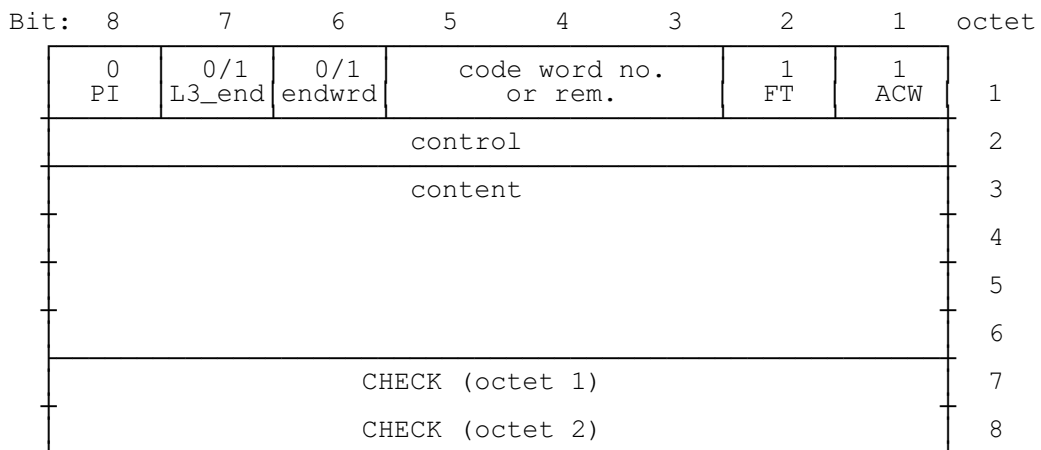 Bit: 8 7 6 5 4 3 2 1 octet
0 0/1 0/1 code word no. 1 1
PI L3_end endwrd or rem. FT ACW 1
control 2
content 3
4
5
6
CHECK (octet 1) 7
CHECK (octet 2) 8